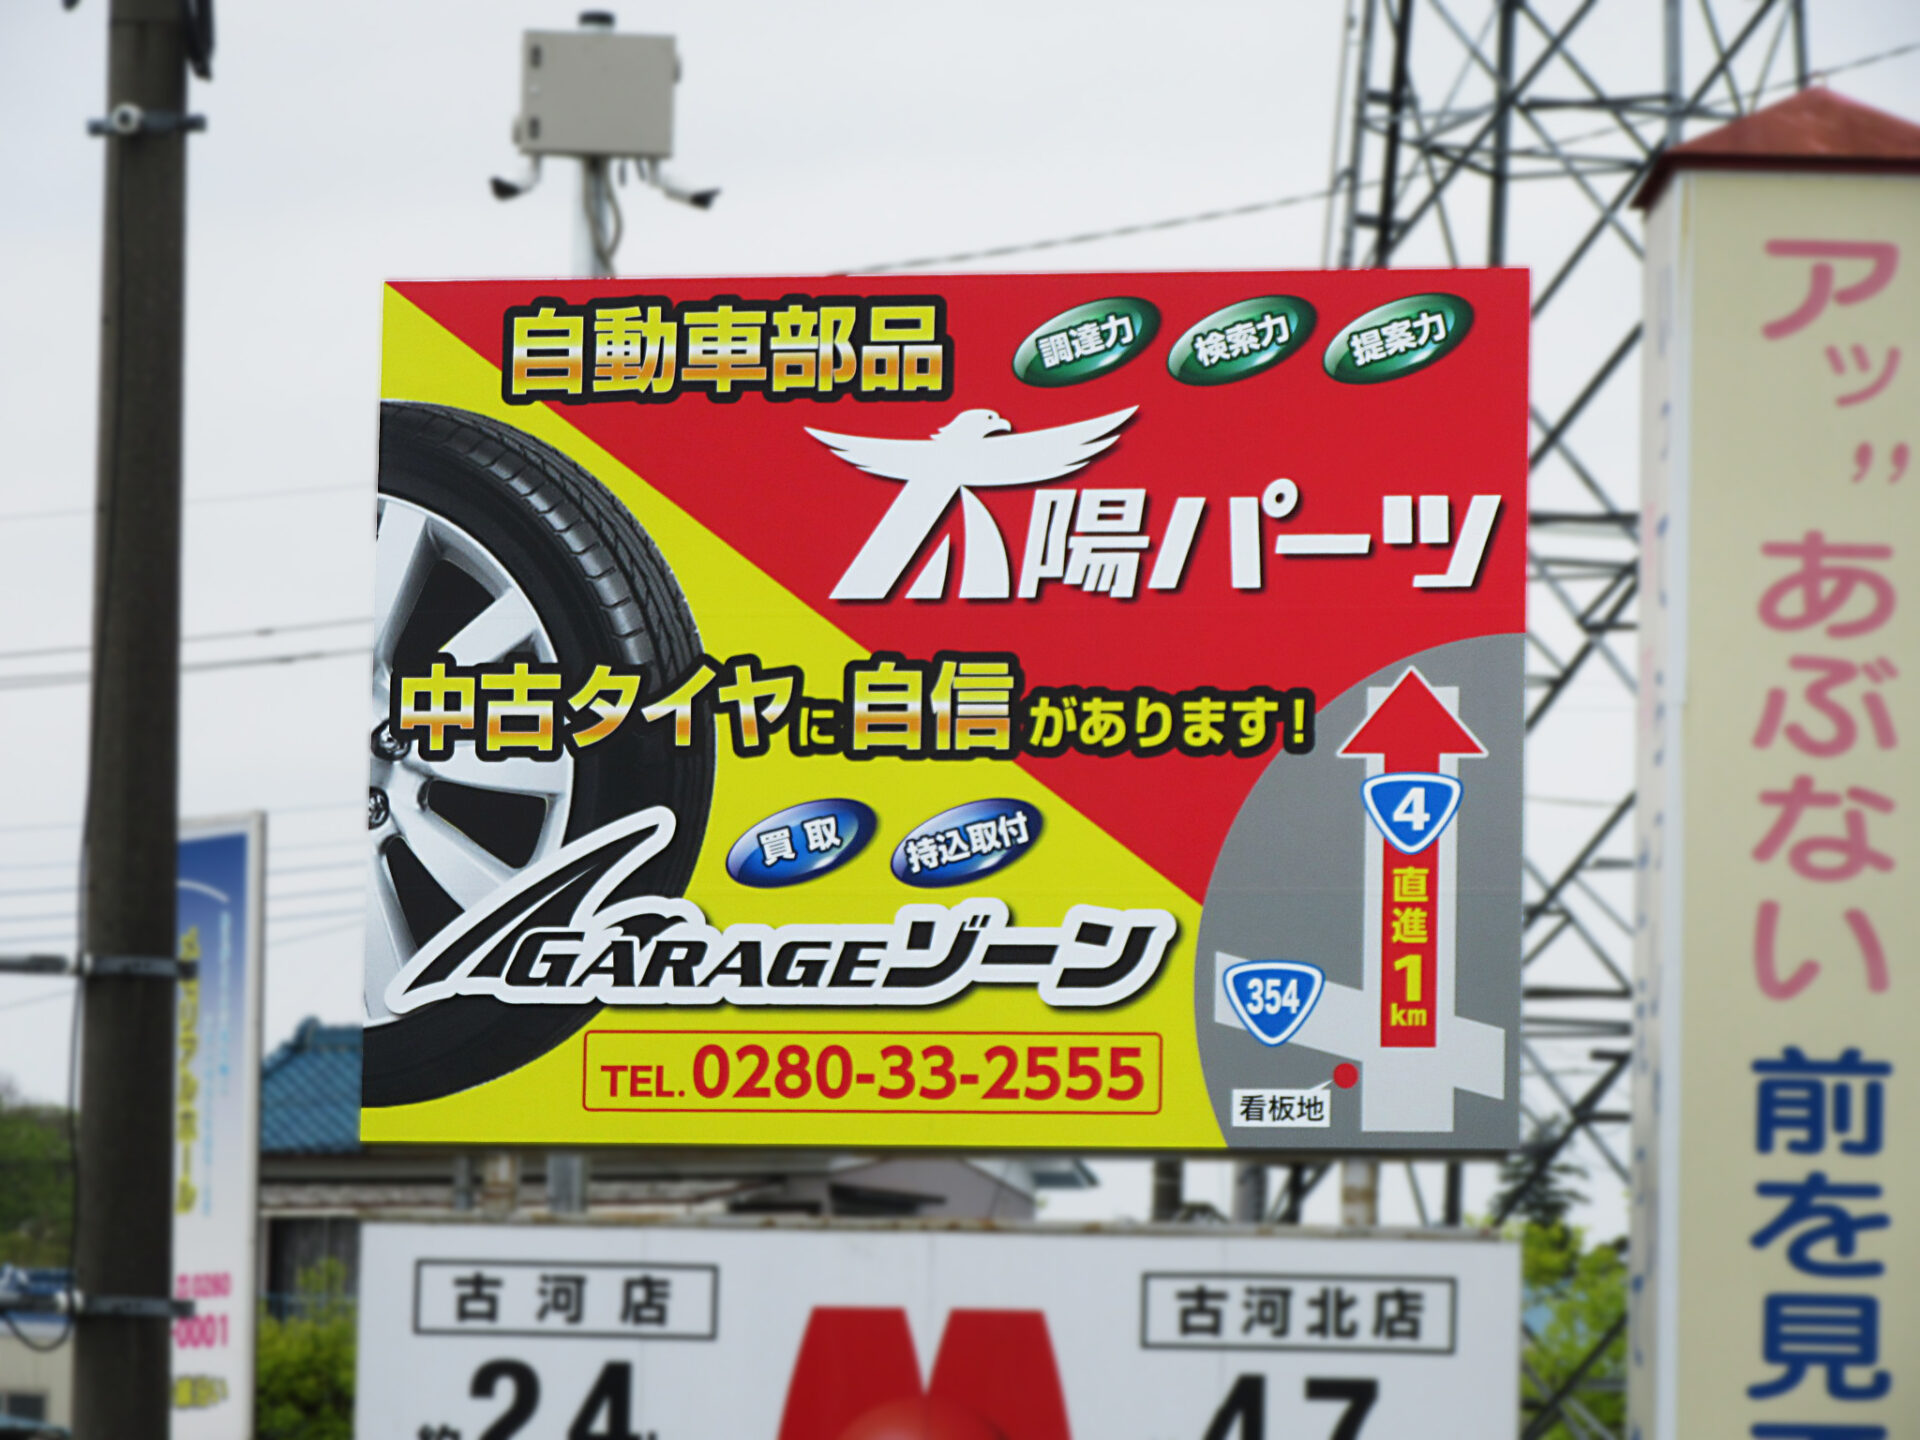 自動車部品
調達力
検索力
提案力
太陽パーツ
中古タイヤに自信があります!
買取
持込取付
GARAGEゾーン
TEL.0280-33-2555
4
直進
1
km
354
看板地
アッ〃あぶない前を見
古河店
24
古河北店
47
0280
-0001